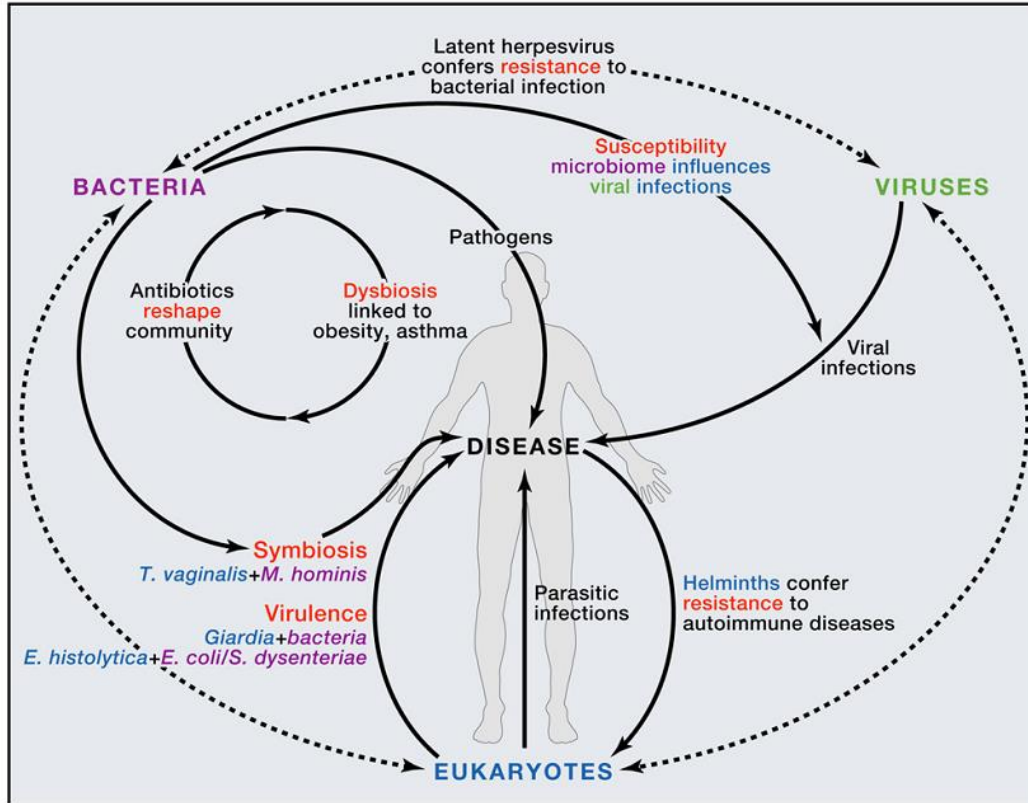 Latent herpesvirus
confers resistance to
bacterial infection
Susceptibility
microbiome influences
viral infections
BACTERIA
VIRUSES
Pathogens
Antibiotics
reshape
community
Dysbiosis
linked to
obesity, asthma
Viral
infections
DISEASE
Symbiosis
T. vaginalis+M. hominis
Virulence
Giardia+bacteria
E. histolytica+E. coli/S. dysenteriae
Parasitic
infections
Helminths confer
resistance to
autoimmune diseases
EUKARYOTES